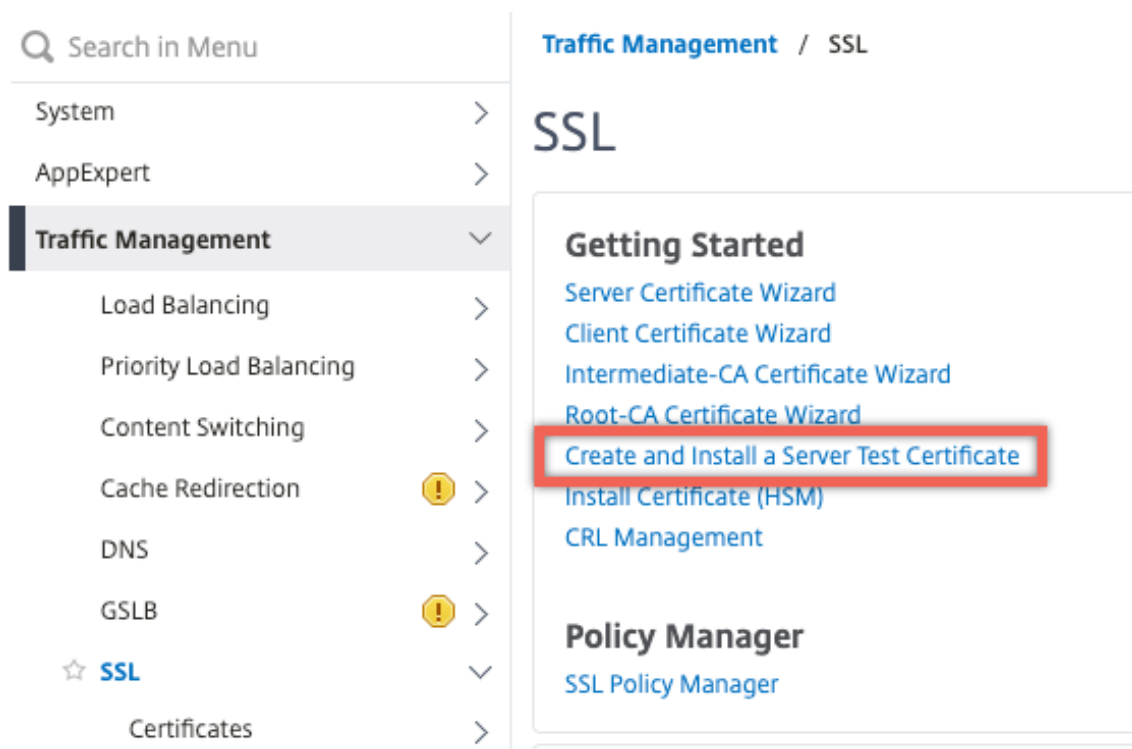 Search in Menu
System
AppExpert
Traffic Management
Load Balancing
Priority Load Balancing
Content Switching
Cache Redirection
DNS
GSLB
SSL
Certificates
Traffic Management / SSL
SSL
Getting Started
Server Certificate Wizard
Client Certificate Wizard
Intermediate-CA Certificate Wizard
Root-CA Certificate Wizard
Create and Install a Server Test Certificate
Install Certificate (HSM)
CRL Management
Policy Manager
SSL Policy Manager